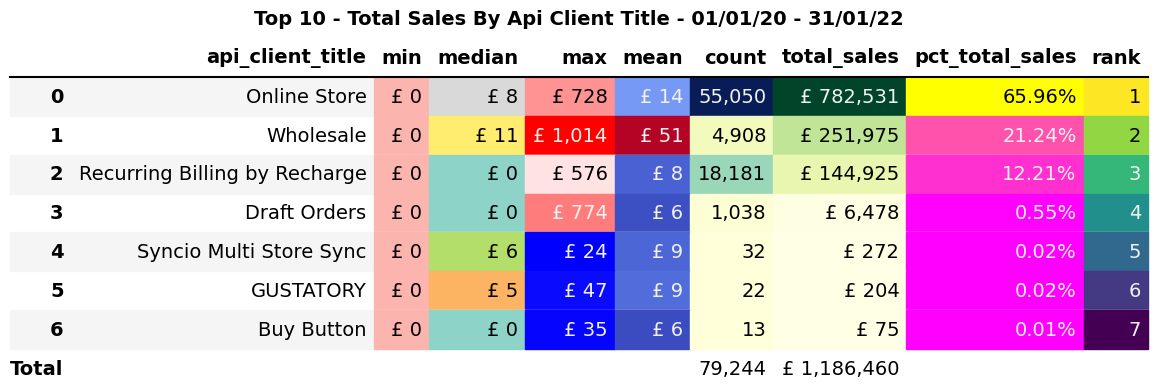 Top 10 - Total Sales By Api Client Title - 01/01/20 - 31/01/22
api_client_title min median max mean count total_sales pct_total_sales rank
0 Online Store £ 0 £ 8 £ 728 £ 14 55,050 £ 782,531 65.96% 1
1 Wholesale £ 0 £ 11 £ 1,014 £ 51 4,908 £ 251,975 21.24% 2
2 Recurring Billing by Recharge £ 0 £ 0 £ 576 £ 8 18,181 £ 144,925 12.21% 3
3 Draft Orders £ 0 £ 0 £ 774 £ 6 1,038 £ 6,478 0.55% 4
4 Syncio Multi Store Sync £ 0 £ 6 £ 24 £ 9 32 £ 272 0.02% 5
5 GUSTATORY £ 0 £ 5 £ 47 £ 9 22 £ 204 0.02% 6
6 Buy Button £ 0 £ 0 £ 35 £ 6 13 £ 75 0.01% 7
Total 79,244 £ 1,186,460